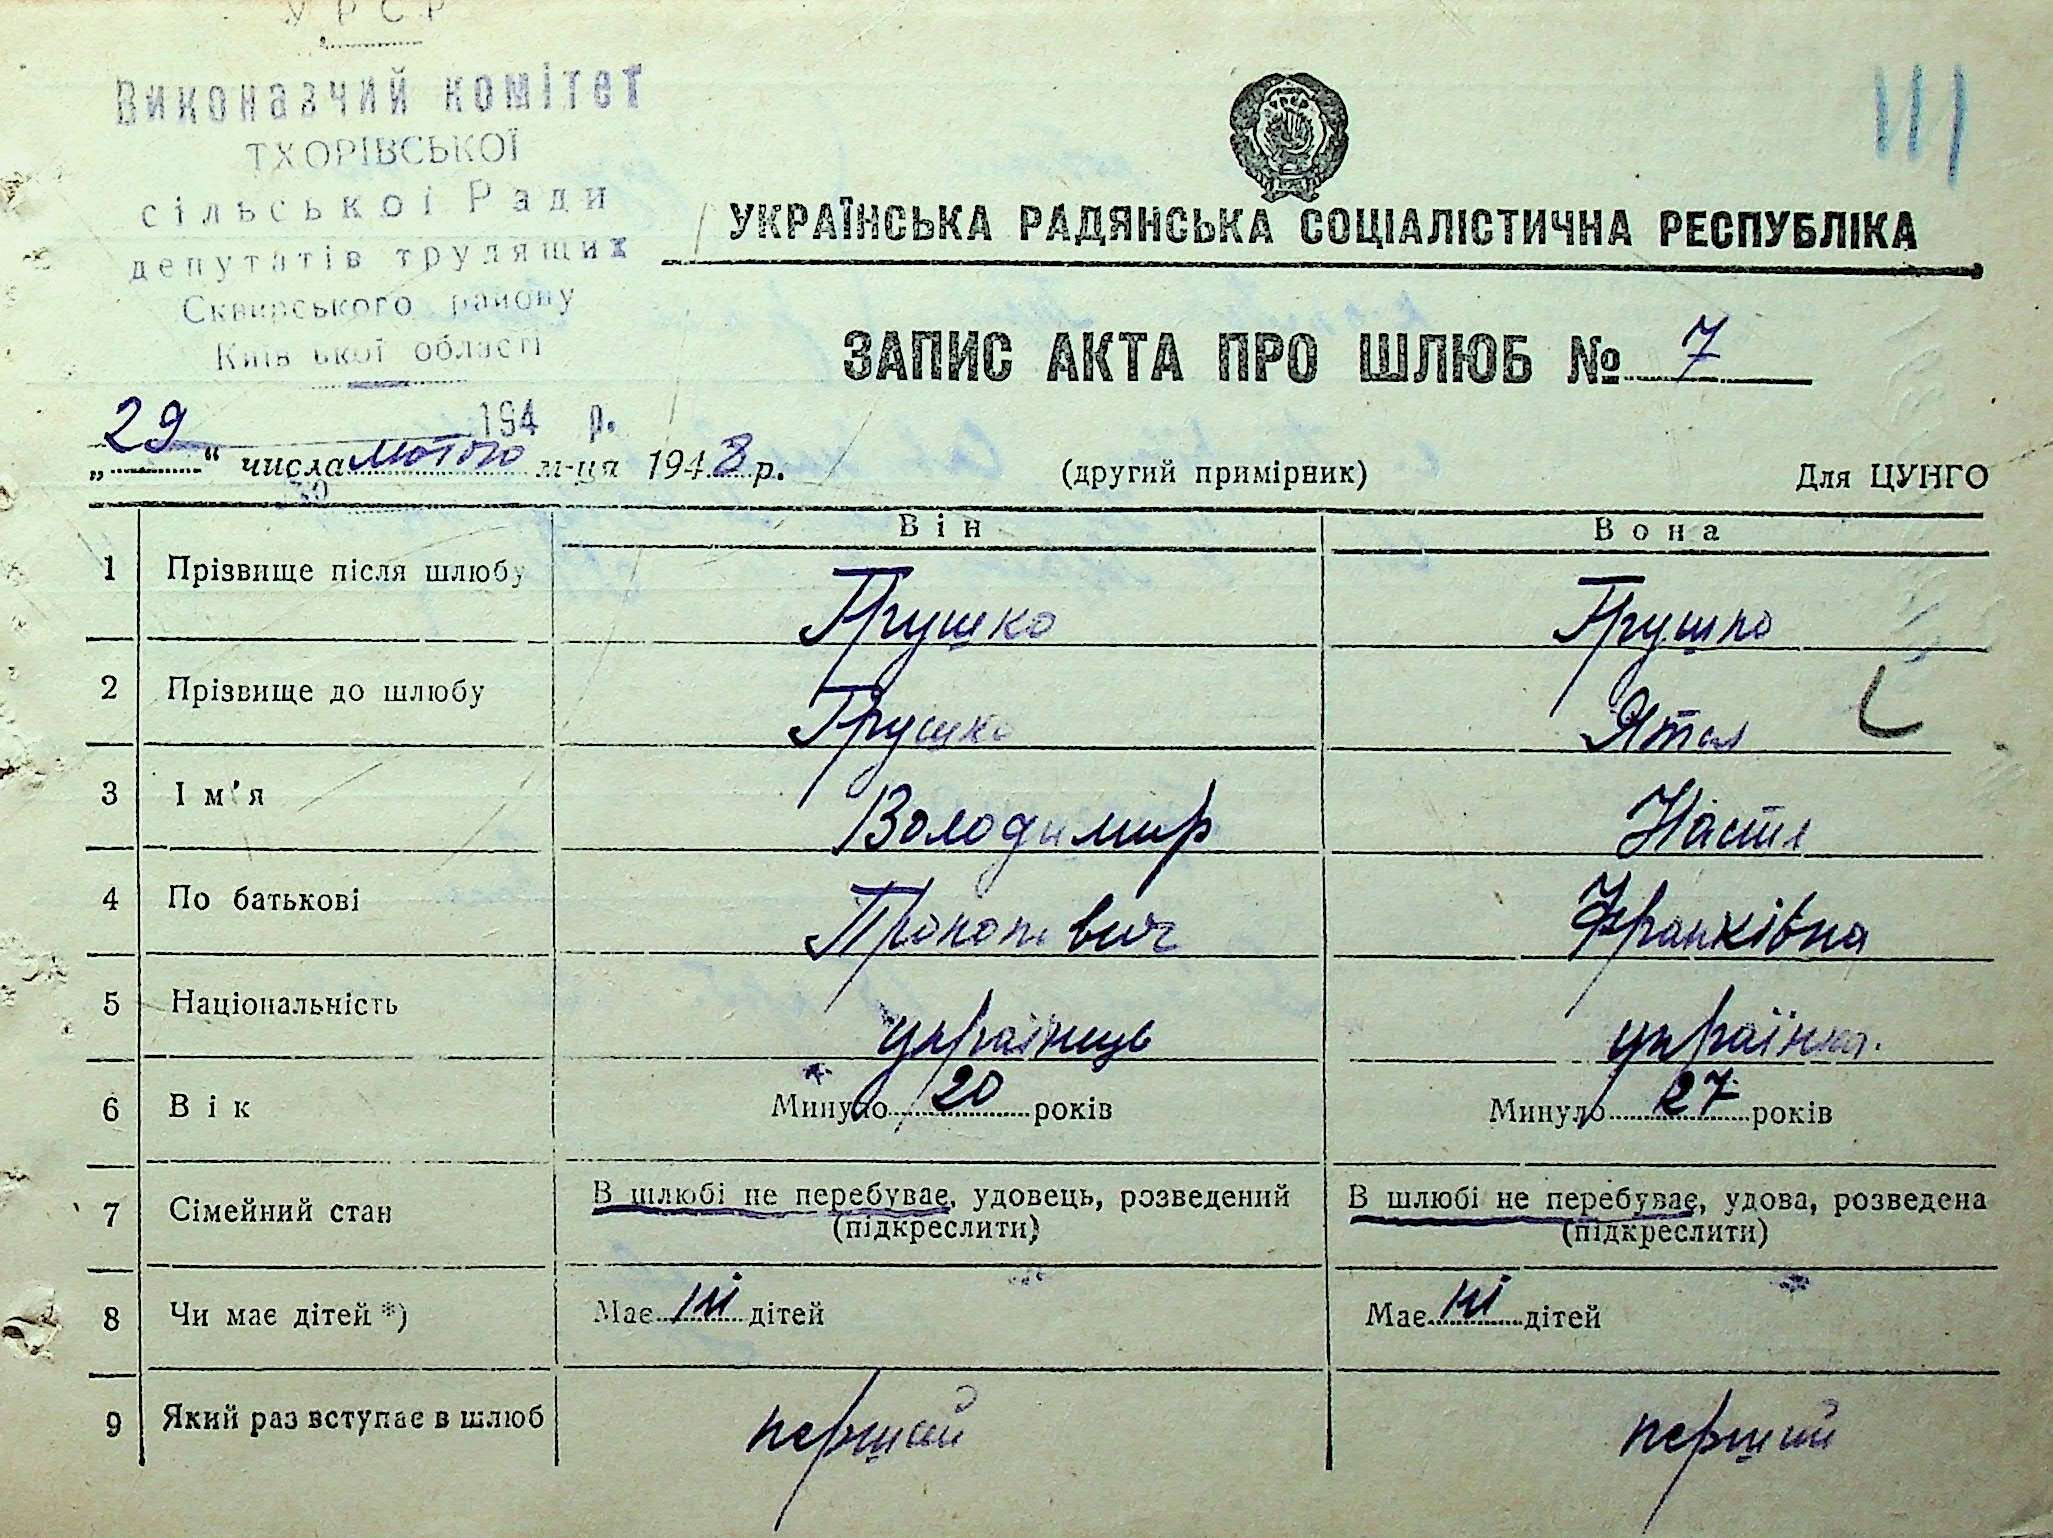 УРСР
Виконавчий комітет
ТХОРІВСЬКОЇ
сільської Ради
депутатів трудящих
Сквирського району
Київської області
194 р.
УКРАЇНСЬКА РАДЯНСЬКА СОЦІАЛІСТИЧНА РЕСПУБЛІКА
ЗАПИС АКТА ПРО ШЛЮБ № 7
„29“ числа лютого м-ця 1948 р. (другий примірник) Для ЦУНГО
Він Вона
1 Прізвище після шлюбу Грушко Грушко
2 Прізвище до шлюбу Грушко
3 Ім'я Володимир Настя
4 По батькові Прокопович Франківна
5 Національність українець українка.
6 Вік Минуло 20 років Минуло 27 років
7 Сімейний стан В шлюбі не перебуває, удовець, розведений В шлюбі не перебуває, удова, розведена
(підкреслити) (підкреслити)
8 Чи має дітей *) Має ні дітей Має ні дітей
9 Який раз вступає в шлюб перший перший